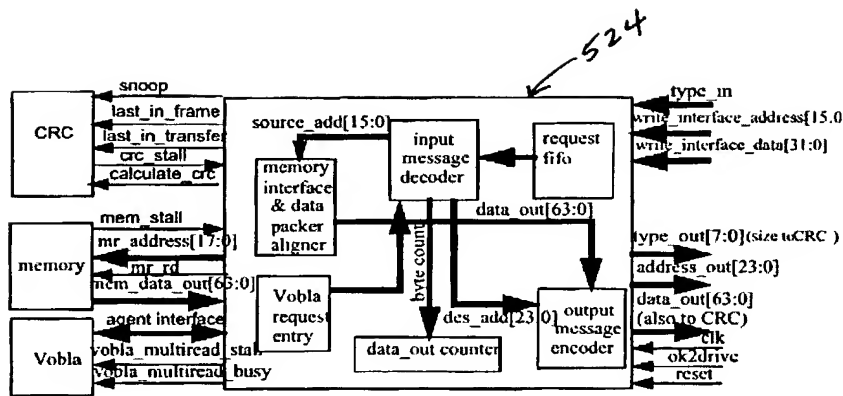 524
CRC
snoop
last_in_frame
last_in_transfer
crc_stall
calculate_crc
memory
mem_stall
mr_address[17:0]
mr_rd
mem_data_out[63:0]
Vobla
agent interface
vobla_multiread_stall
vobla_multiread_busy
source_add[15:0]
input
message
decoder
request
fifo
memory
interface
& data
packer
aligner
data_out[63:0]
Vobla
request
entry
byte count
des_add[23:0]
output
message
encoder
data_out counter
type_in
write_interface_address[15.0
write_interface_data[31:0]
type_out[7:0](size toCRC )
address_out[23:0]
data_out[63:0]
(also to CRC)
clk
ok2drive
reset